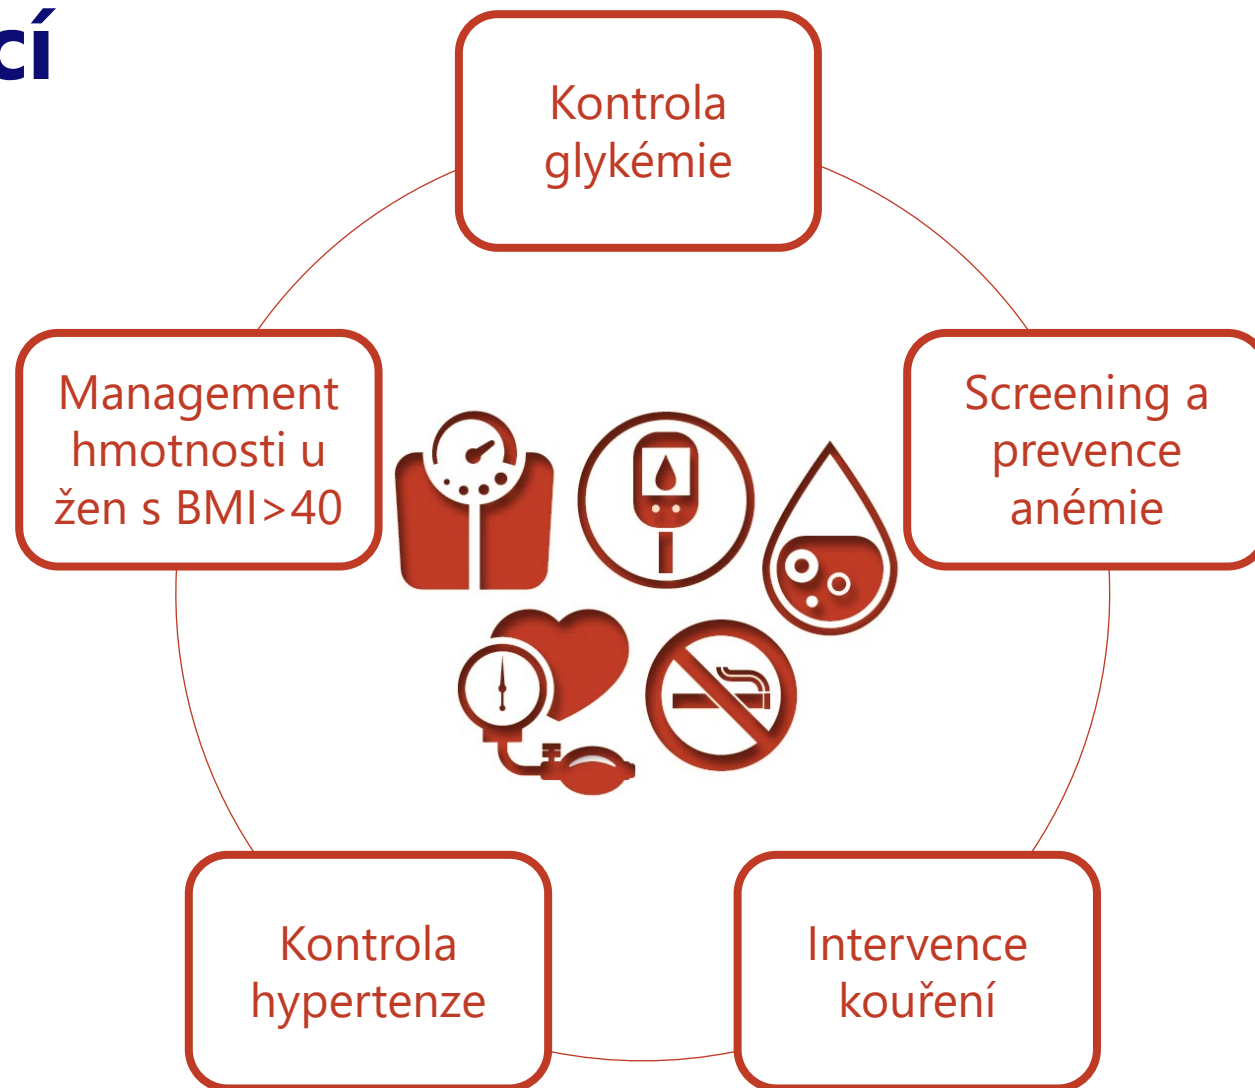 cí
Kontrola
glykémie
Management
hmotnosti u
žen s BMI>40
Screening a
prevence
anémie
Kontrola
hypertenze
Intervence
kouření